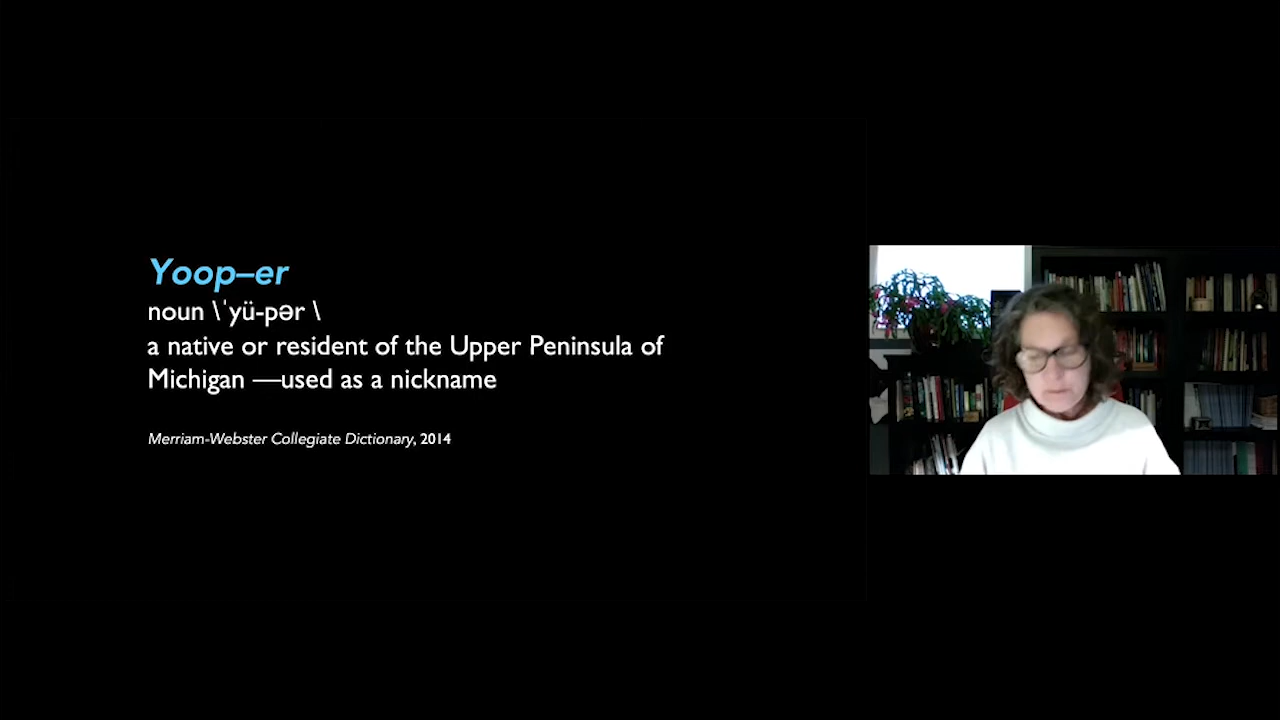 Yoop–er
noun \ˈyü-pər \
a native or resident of the Upper Peninsula of
Michigan —used as a nickname
Merriam-Webster Collegiate Dictionary, 2014